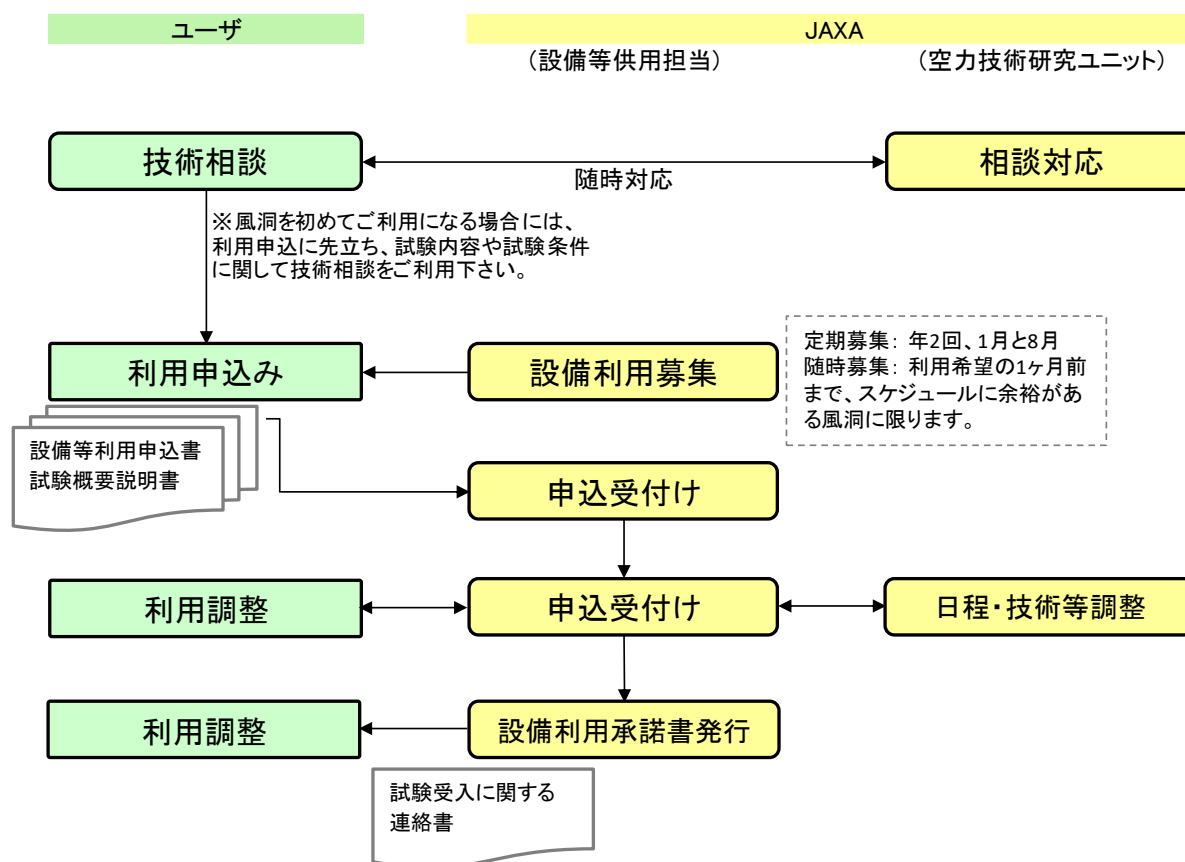 ユーザ
JAXA
（設備等供用担当）
（空力技術研究ユニット）
技術相談
随時対応
相談対応
※風洞を初めてご利用になる場合には、
利用申込に先立ち、試験内容や試験条件
に関して技術相談をご利用下さい。
利用申込み
設備利用募集
定期募集： 年2回、1月と8月
随時募集： 利用希望の1ヶ月前
まで、スケジュールに余裕があ
る風洞に限ります。
設備等利用申込書
試験概要説明書
申込受付け
利用調整
申込受付け
日程・技術等調整
利用調整
設備利用承諾書発行
試験受入に関する
連絡書